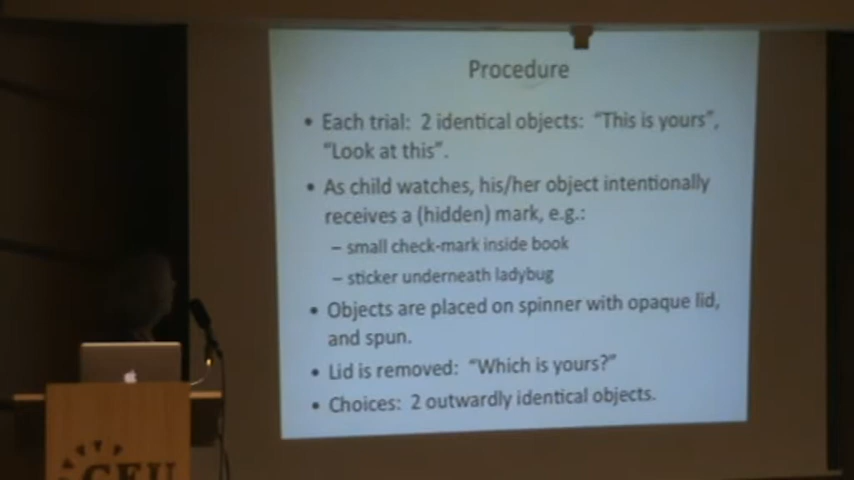 Procedure
• Each trial: 2 identical objects: "This is yours",
"Look at this".
• As child watches, his/her object intentionally
receives a (hidden) mark, e.g.:
– small check-mark inside book
– sticker underneath ladybug
• Objects are placed on spinner with opaque lid,
and spun.
• Lid is removed: "Which is yours?"
• Choices: 2 outwardly identical objects.
CEU